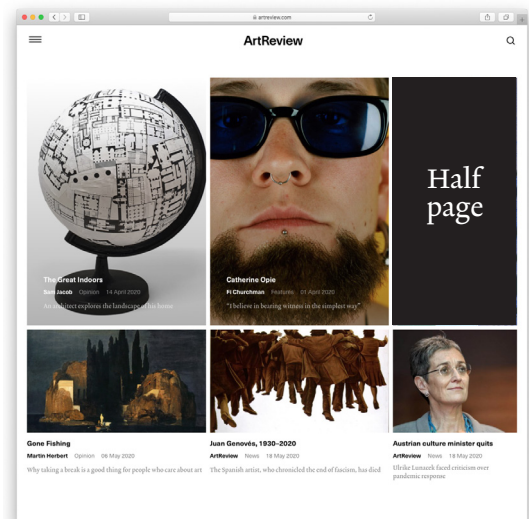 artreview.com
ArtReview
The Great Indoors
Sam Jacob Opinion 14 April 2020
An architect explores the landscape of his home
Catherine Opie
Fi Churchman Features 01 April 2020
“I believe in bearing witness in the simplest way”
Half
page
Gone Fishing
Martin Herbert Opinion 06 May 2020
Why taking a break is a good thing for people who care about art
Juan Genovés, 1930–2020
ArtReview News 18 May 2020
The Spanish artist, who chronicled the end of fascism, has died
Austrian culture minister quits
ArtReview News 18 May 2020
Ulrike Lunacek faced criticism over
pandemic response